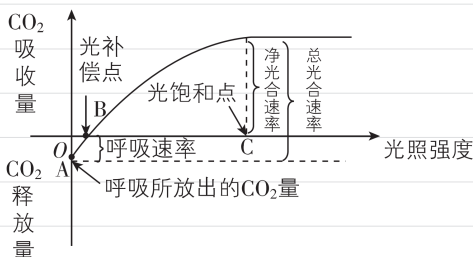 CO₂
吸
收
量
光补
偿点
B
光饱和点
净光合速率
总光合速率
O
A
呼吸速率
C
光照强度
呼吸所放出的CO₂量
CO₂
释
放
量